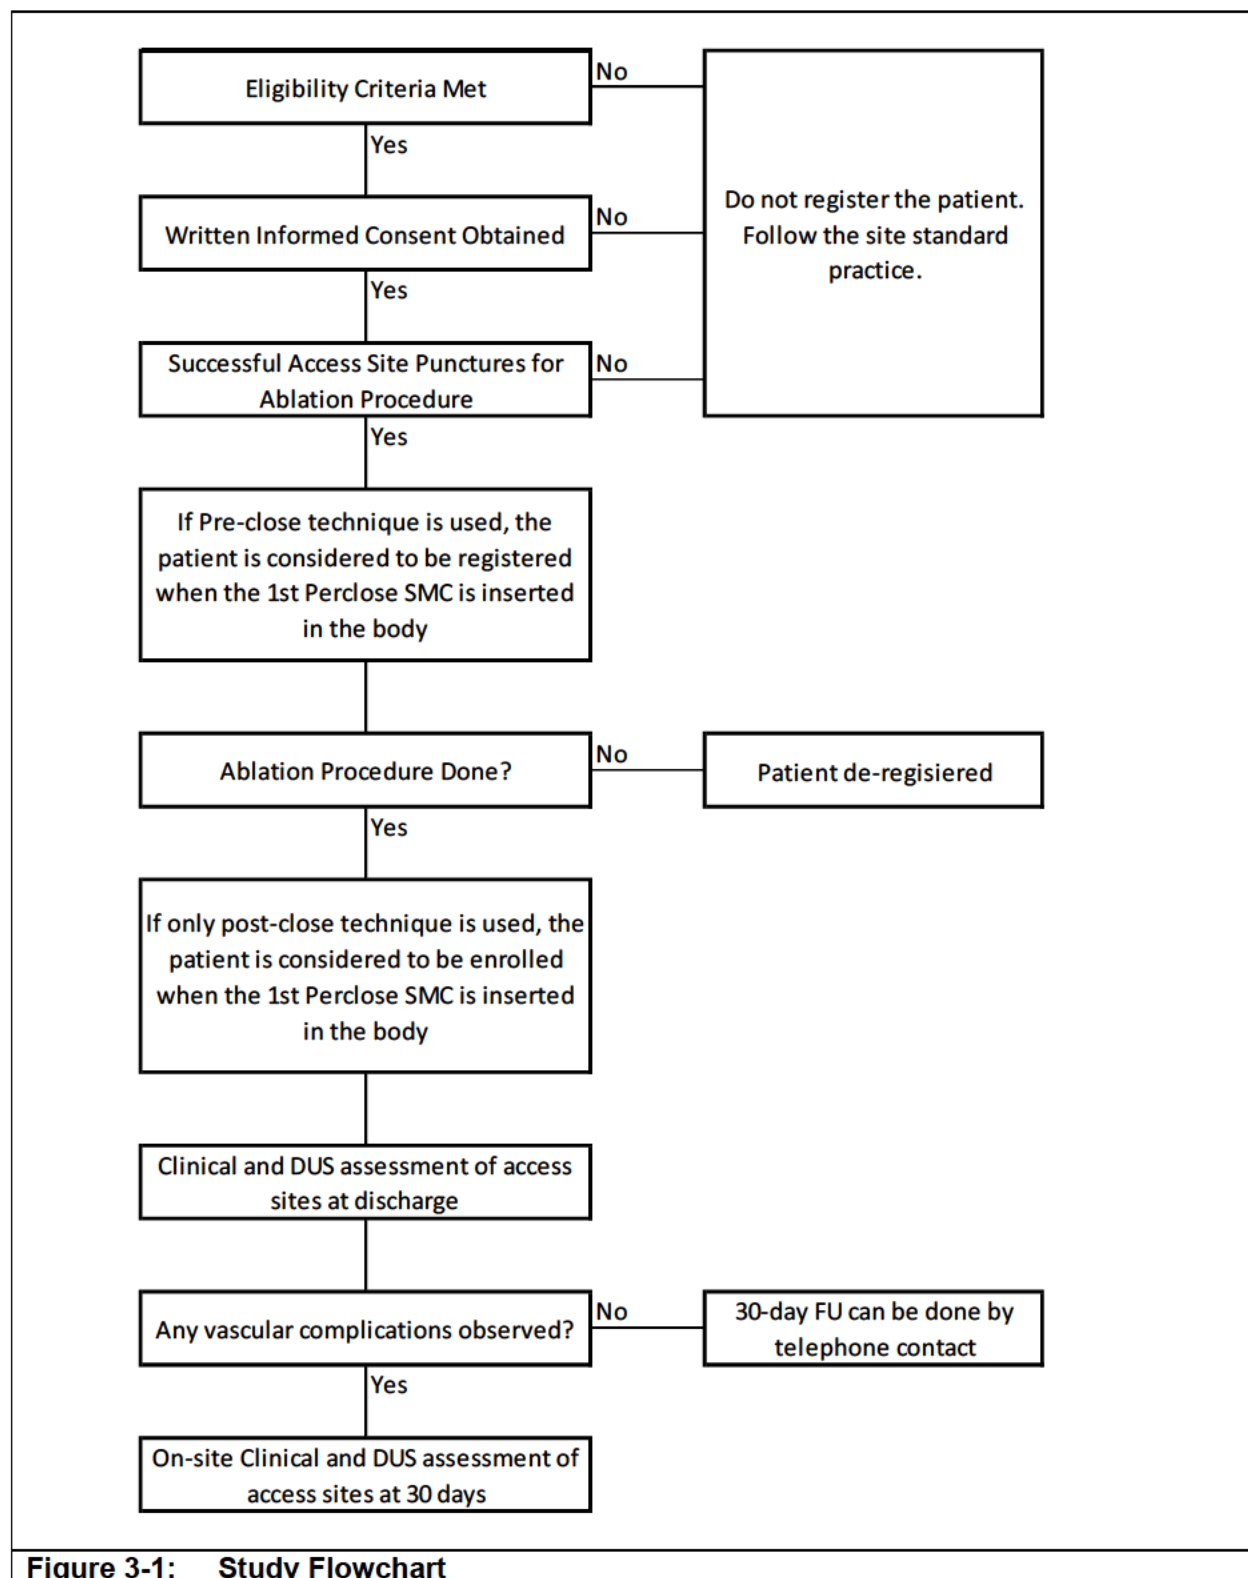 Eligibility Criteria Met
No
Yes
Written Informed Consent Obtained
No
Do not register the patient.
Follow the site standard
practice.
Yes
Successful Access Site Punctures for
Ablation Procedure
No
Yes
If Pre-close technique is used, the
patient is considered to be registered
when the 1st Perclose SMC is inserted
in the body
Ablation Procedure Done?
No
Patient de-regisiered
Yes
If only post-close technique is used, the
patient is considered to be enrolled
when the 1st Perclose SMC is inserted
in the body
Clinical and DUS assessment of access
sites at discharge
Any vascular complications observed?
No
30-day FU can be done by
telephone contact
Yes
On-site Clinical and DUS assessment of
access sites at 30 days
Figure 3-1: Study Flowchart